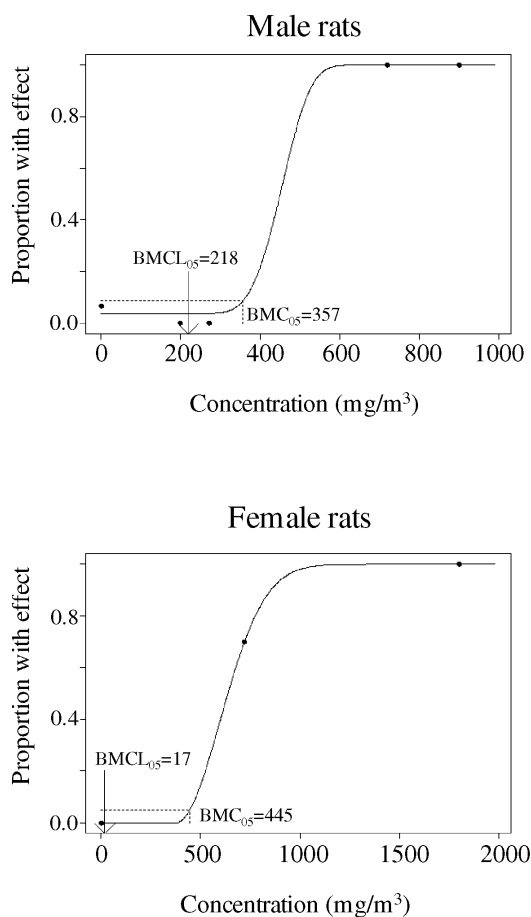 Male rats
Proportion with effect
0.8
0.4
0.0
BMCL₀₅=218
BMC₀₅=357
0 200 400 600 800 1000
Concentration (mg/m³)
Female rats
Proportion with effect
0.8
0.4
0.0
BMCL₀₅=17
BMC₀₅=445
0 500 1000 1500 2000
Concentration (mg/m³)